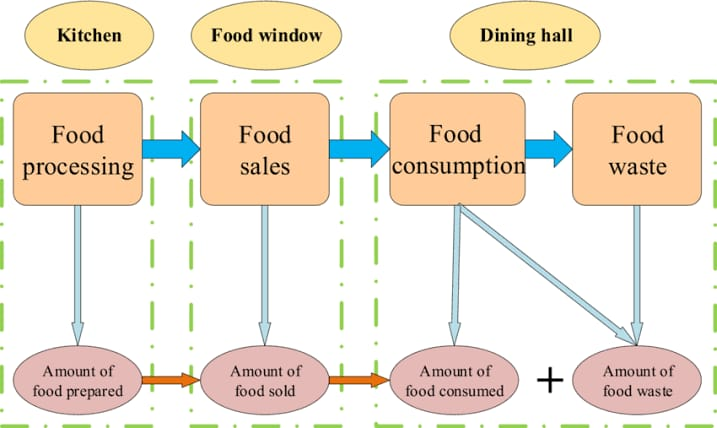 Kitchen
Food window
Dining hall
Food
processing
Food
sales
Food
consumption
Food
waste
Amount of
food prepared
Amount of
food sold
Amount of
food consumed
+
Amount of
food waste